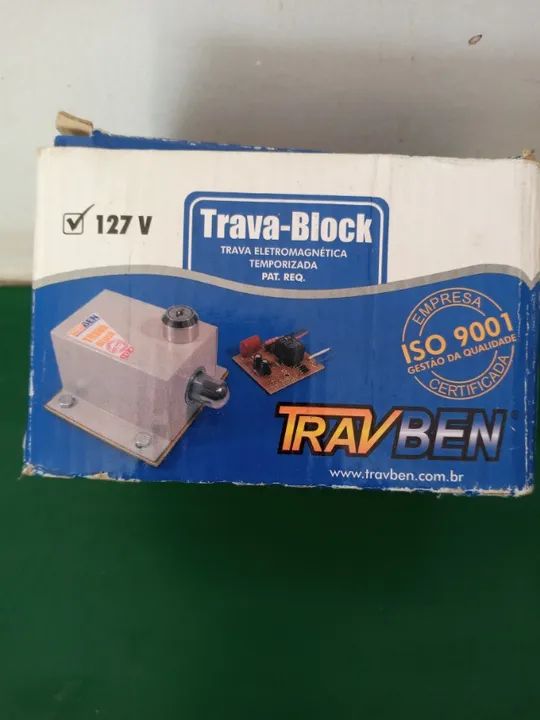 127 V
Trava-Block
TRAVA ELETROMAGNÉTICA
TEMPORIZADA
PAT. REQ.
EMPRESA
ISO 9001
GESTÃO DA QUALIDADE
CERTIFICADA
BEN
TRAVBEN®
www.travben.com.br